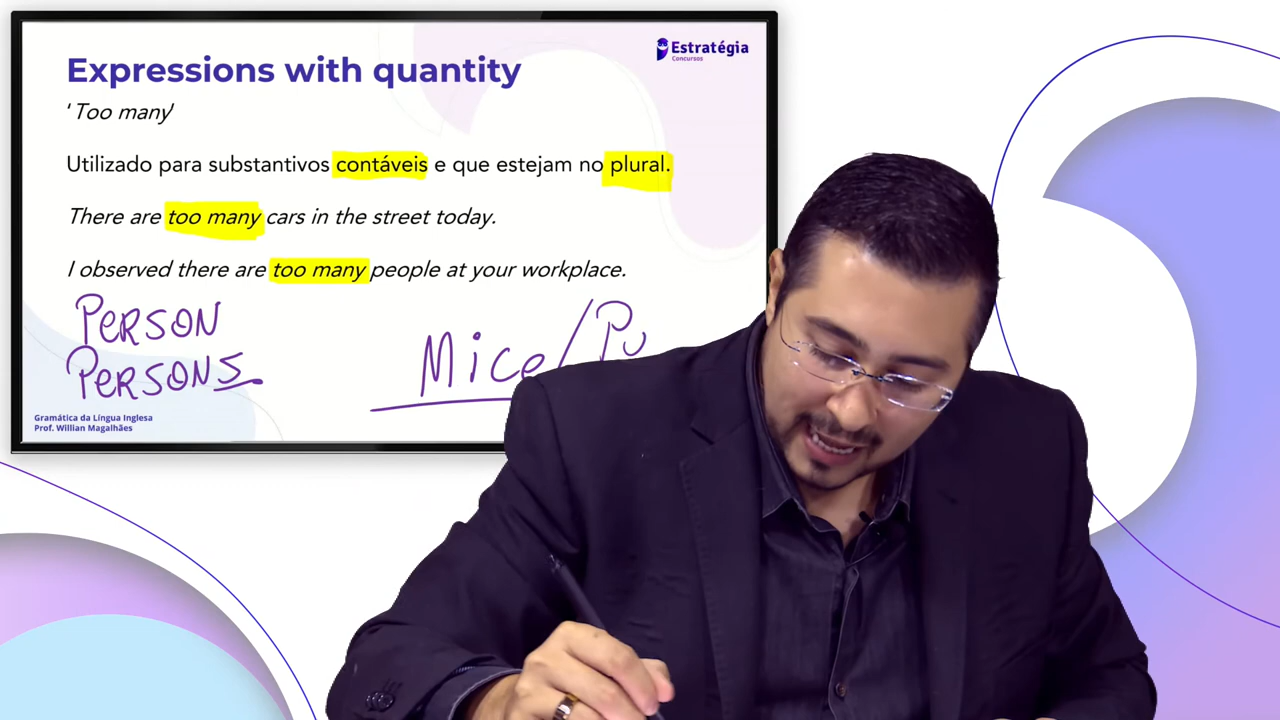 Estratégia
Concursos
Expressions with quantity
'Too many'
Utilizado para substantivos contáveis e que estejam no plural.
There are too many cars in the street today.
I observed there are too many people at your workplace.
PERSON
PERSONS
Mice/Pu
Gramática da Língua Inglesa
Prof. Willian Magalhães